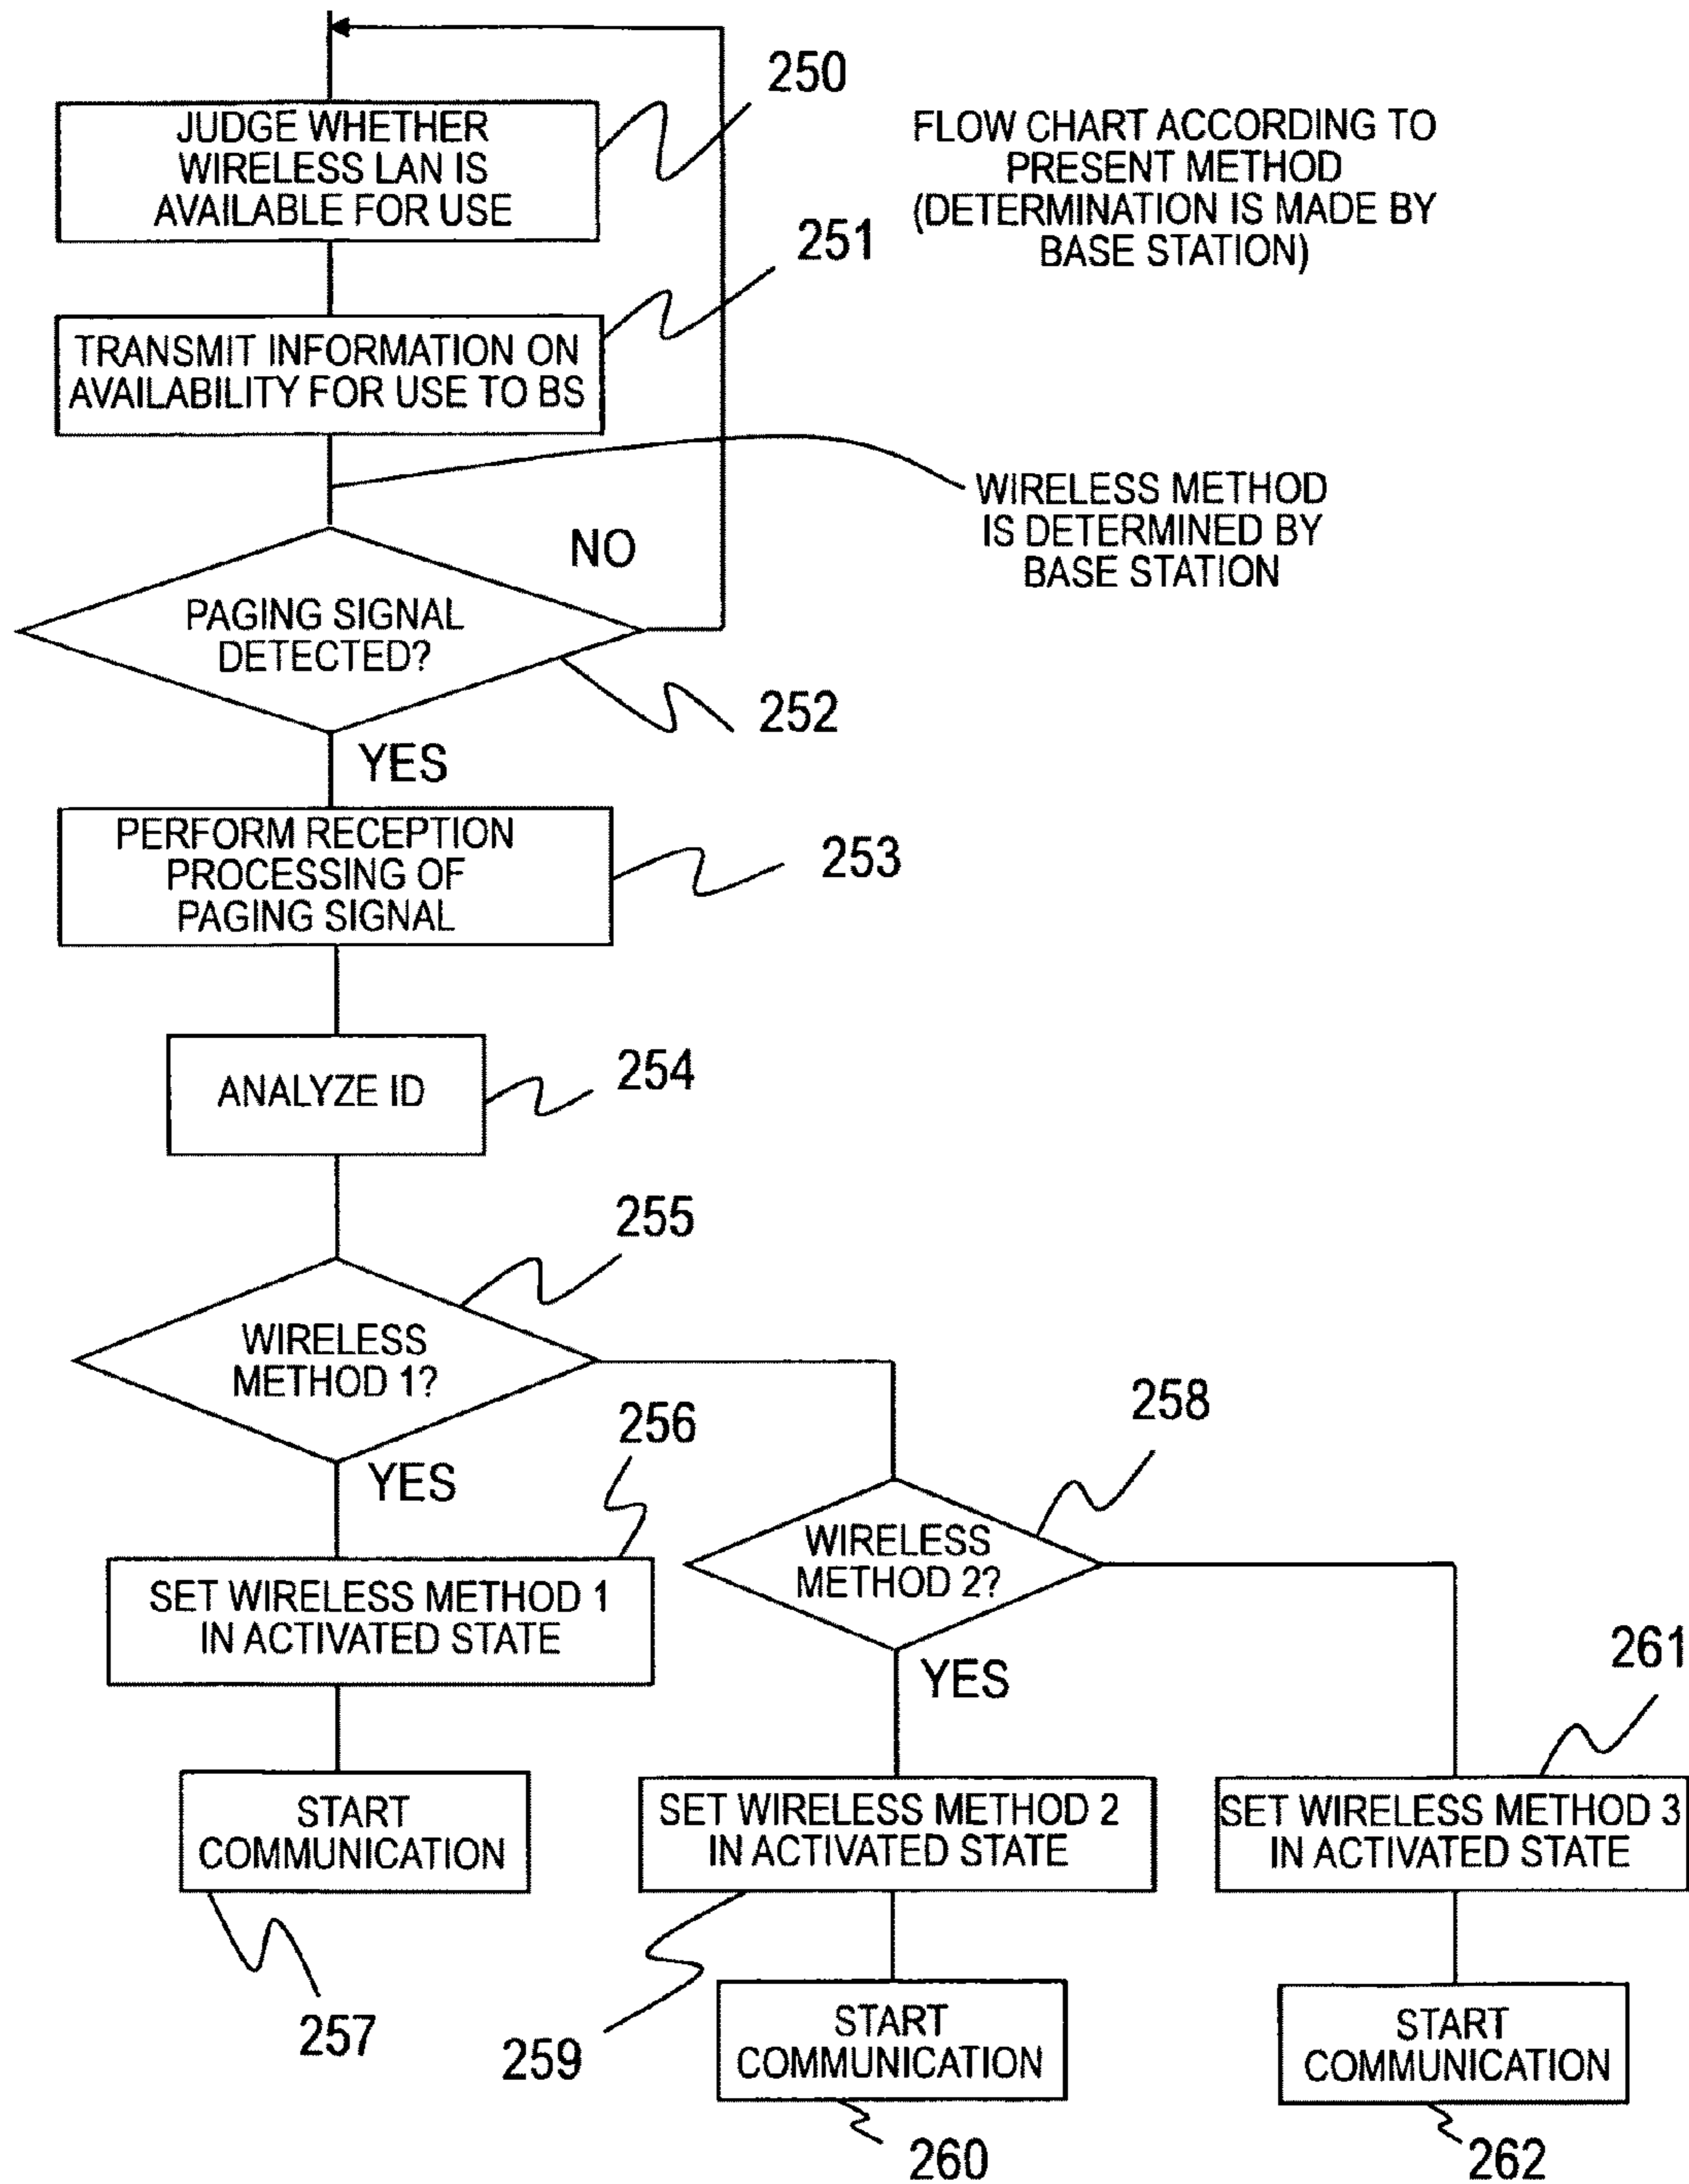 250
JUDGE WHETHER
WIRELESS LAN IS
AVAILABLE FOR USE
FLOW CHART ACCORDING TO
PRESENT METHOD
(DETERMINATION IS MADE BY
BASE STATION)
251
TRANSMIT INFORMATION ON
AVAILABILITY FOR USE TO BS
WIRELESS METHOD
IS DETERMINED BY
BASE STATION
NO
PAGING SIGNAL
DETECTED?
252
YES
PERFORM RECEPTION
PROCESSING OF
PAGING SIGNAL
253
ANALYZE ID
254
255
WIRELESS
METHOD 1?
256
YES
258
WIRELESS
METHOD 2?
SET WIRELESS METHOD 1
IN ACTIVATED STATE
YES
261
START
COMMUNICATION
SET WIRELESS METHOD 2
IN ACTIVATED STATE
SET WIRELESS METHOD 3
IN ACTIVATED STATE
257
259
START
COMMUNICATION
START
COMMUNICATION
260
262